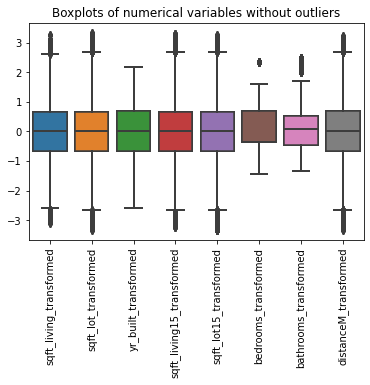 Boxplots of numerical variables without outliers
3
2
1
0
−1
−2
−3
sqft_living_transformed
sqft_lot_transformed
yr_built_transformed
sqft_living15_transformed
sqft_lot15_transformed
bedrooms_transformed
bathrooms_transformed
distanceM_transformed